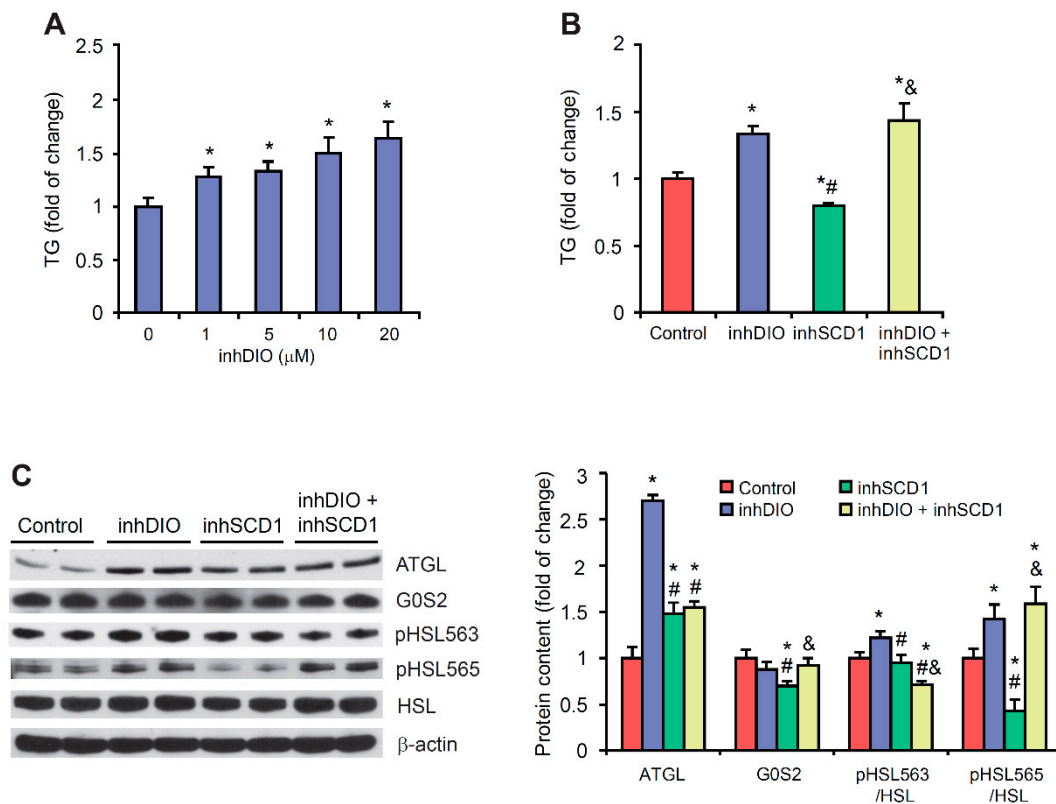 A
2.5
2
1.5
1
0.5
0
TG (fold of change)
*
*
*
*
0 1 5 10 20
inhDIO (μM)
B
2
1.5
1
0.5
0
TG (fold of change)
*
*#
*&
Control inhDIO inhSCD1 inhDIO +
inhSCD1
C
Control inhDIO inhSCD1 inhDIO +
inhSCD1
ATGL
G0S2
pHSL563
pHSL565
HSL
β-actin
3
2.5
2
1.5
1
0.5
0
Protein content (fold of change)
Control
inhDIO
inhSCD1
inhDIO + inhSCD1
*
*
#
*
#
*
#
&
*
#
*
#&
*
*
#
*
&
ATGL G0S2 pHSL563 pHSL565
/HSL /HSL